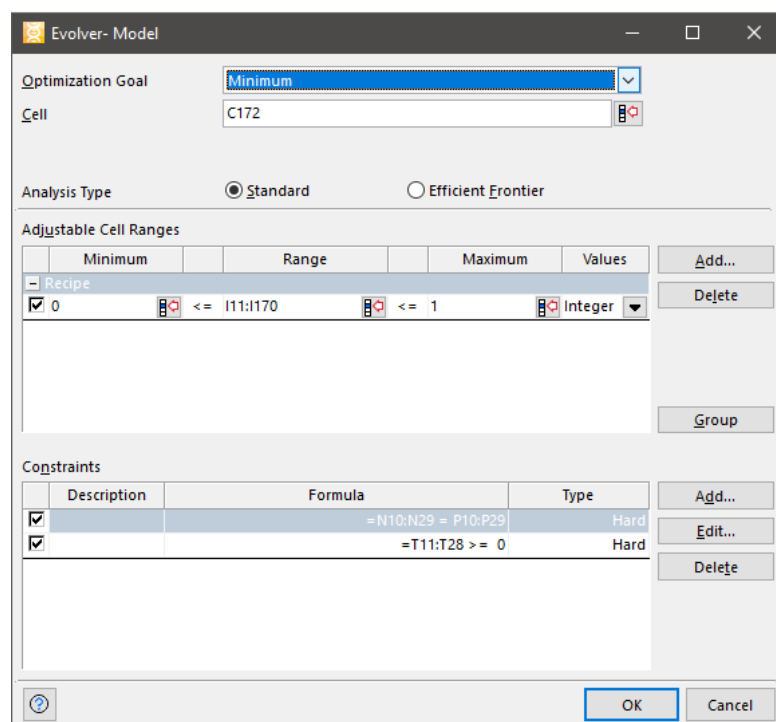 Evolver- Model
Optimization Goal Minimum
Cell C172
Analysis Type Standard Efficient Frontier
Adjustable Cell Ranges
Minimum Range Maximum Values Add...
Recipe
0 <= I11:I170 <= 1 Integer Delete
Group
Constraints
Description Formula Type Add...
=N10:N29 = P10:P29 Hard Edit...
=T11:T28 >= 0 Hard
Delete
? OK Cancel